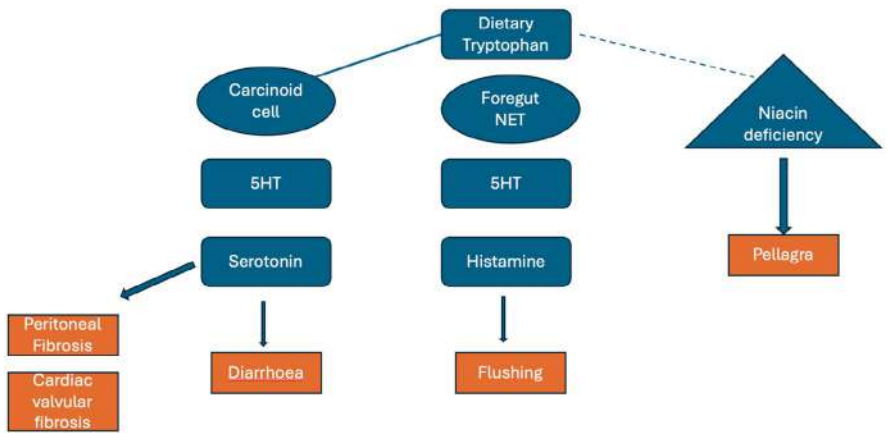 Dietary
Tryptophan
Carcinoid
cell
Foregut
NET
Niacin
deficiency
5HT
5HT
Serotonin
Histamine
Pellagra
Peritoneal
Fibrosis
Diarrhoea
Flushing
Cardiac
valvular
fibrosis